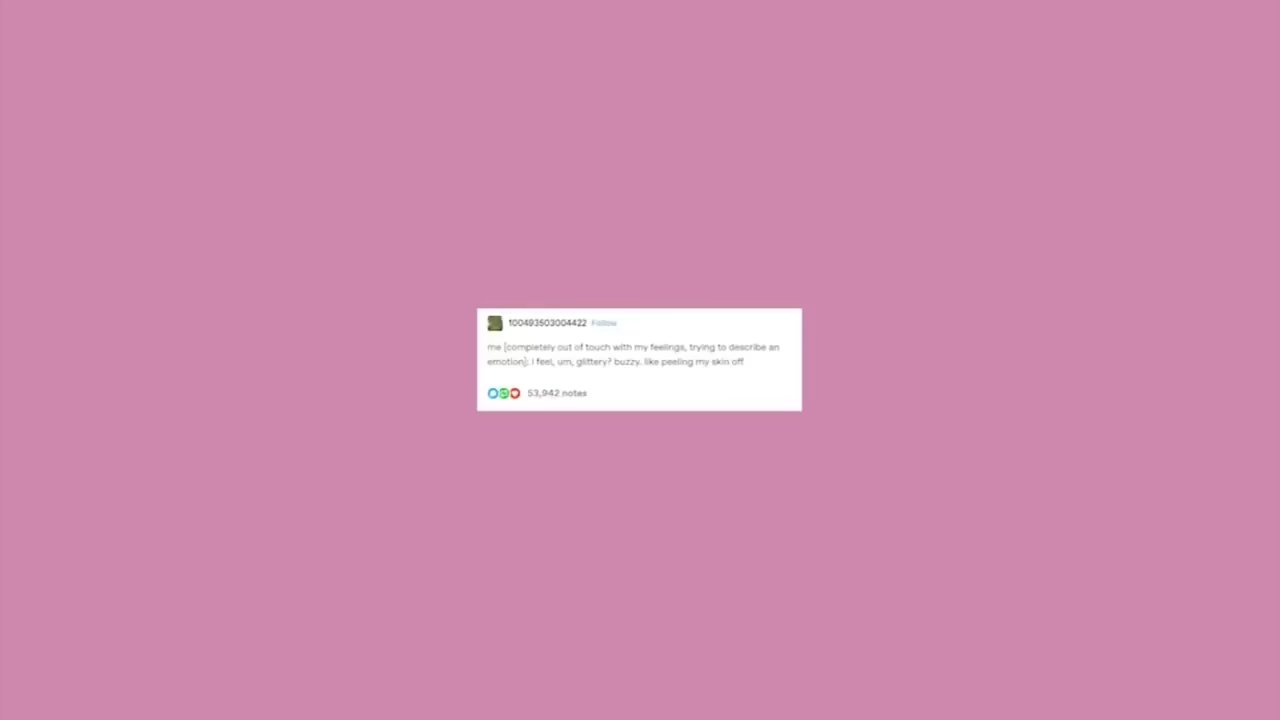 100493503004422 Follow
me [completely out of touch with my feelings, trying to describe an
emotion]: i feel, um, glittery? buzzy. like peeling my skin off
53,942 notes